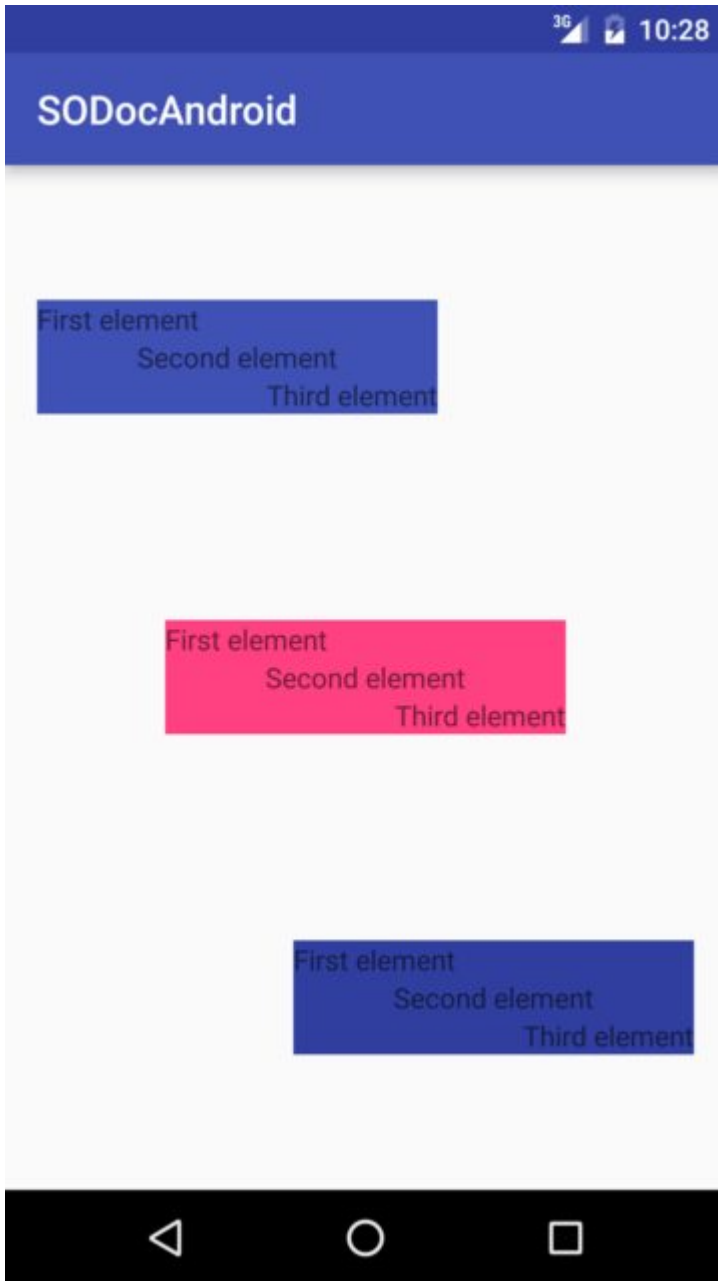 3G 10:28
SODocAndroid
First element
Second element
Third element
First element
Second element
Third element
First element
Second element
Third element